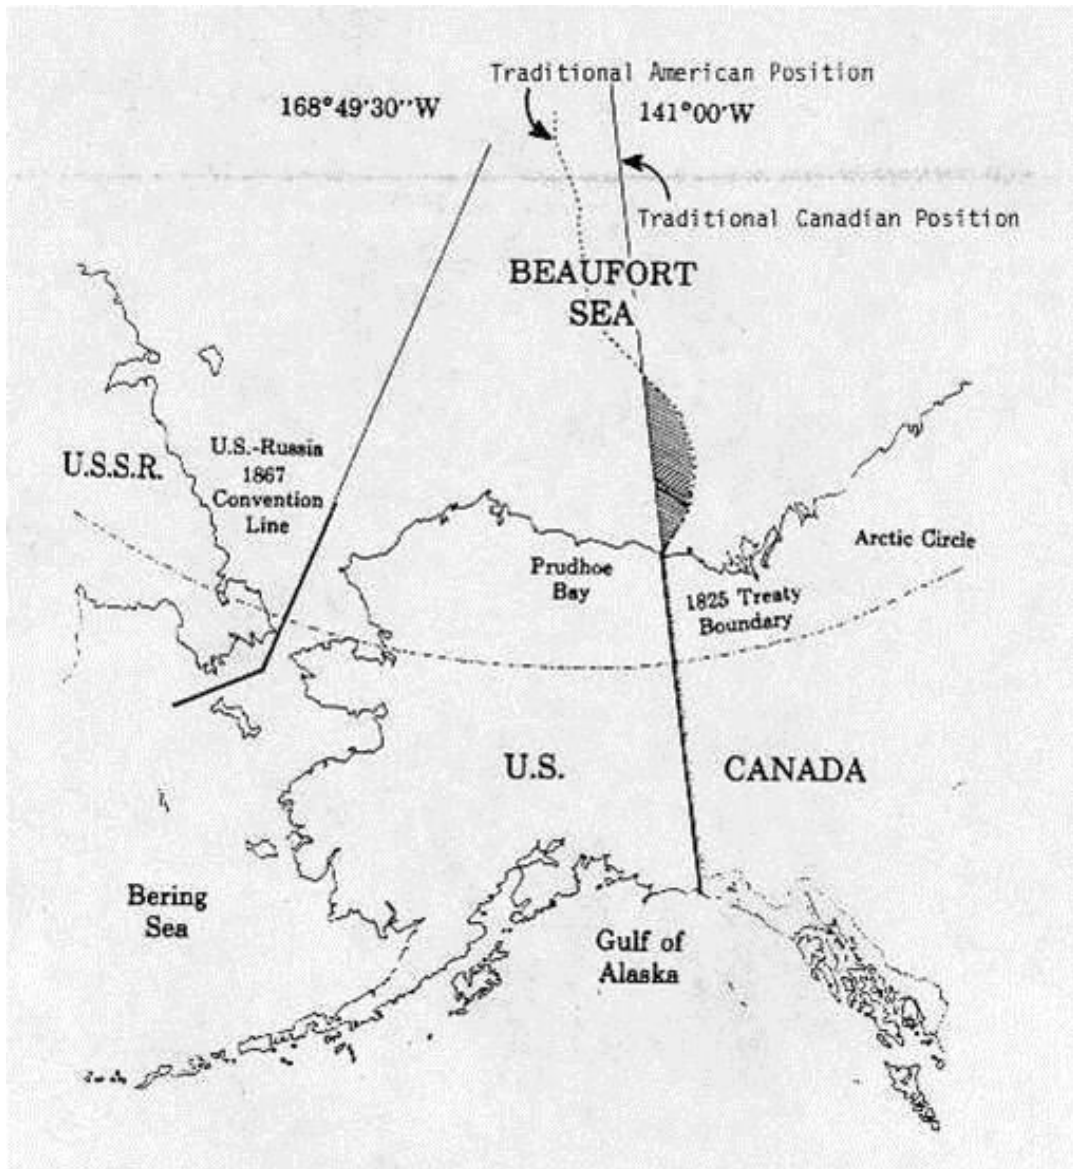 Traditional American Position
168°49'30''W
141°00'W
Traditional Canadian Position
BEAUFORT
SEA
U.S.S.R.
U.S.-Russia
1867
Convention
Line
Arctic Circle
Prudhoe
Bay
1825 Treaty
Boundary
U.S.
CANADA
Bering
Sea
Gulf of
Alaska